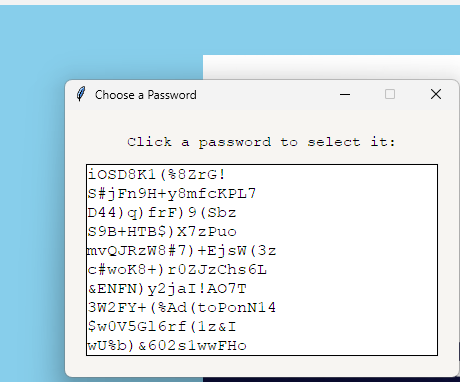 Choose a Password
Click a password to select it:
iOSD8K1(%8ZrG!
S#jFn9H+y8mfcKPL7
D44)q)frF)9(Sbz
S9B+HTB$)X7zPuo
mvQJRzW8#7)+EjsW(3z
c#woK8+)r0ZJzChs6L
&ENFN)y2jaI!AO7T
3W2FY+(%Ad(toPonN14
$w0V5Gl6rf(1z&I
wU%b)&602s1wwFHo